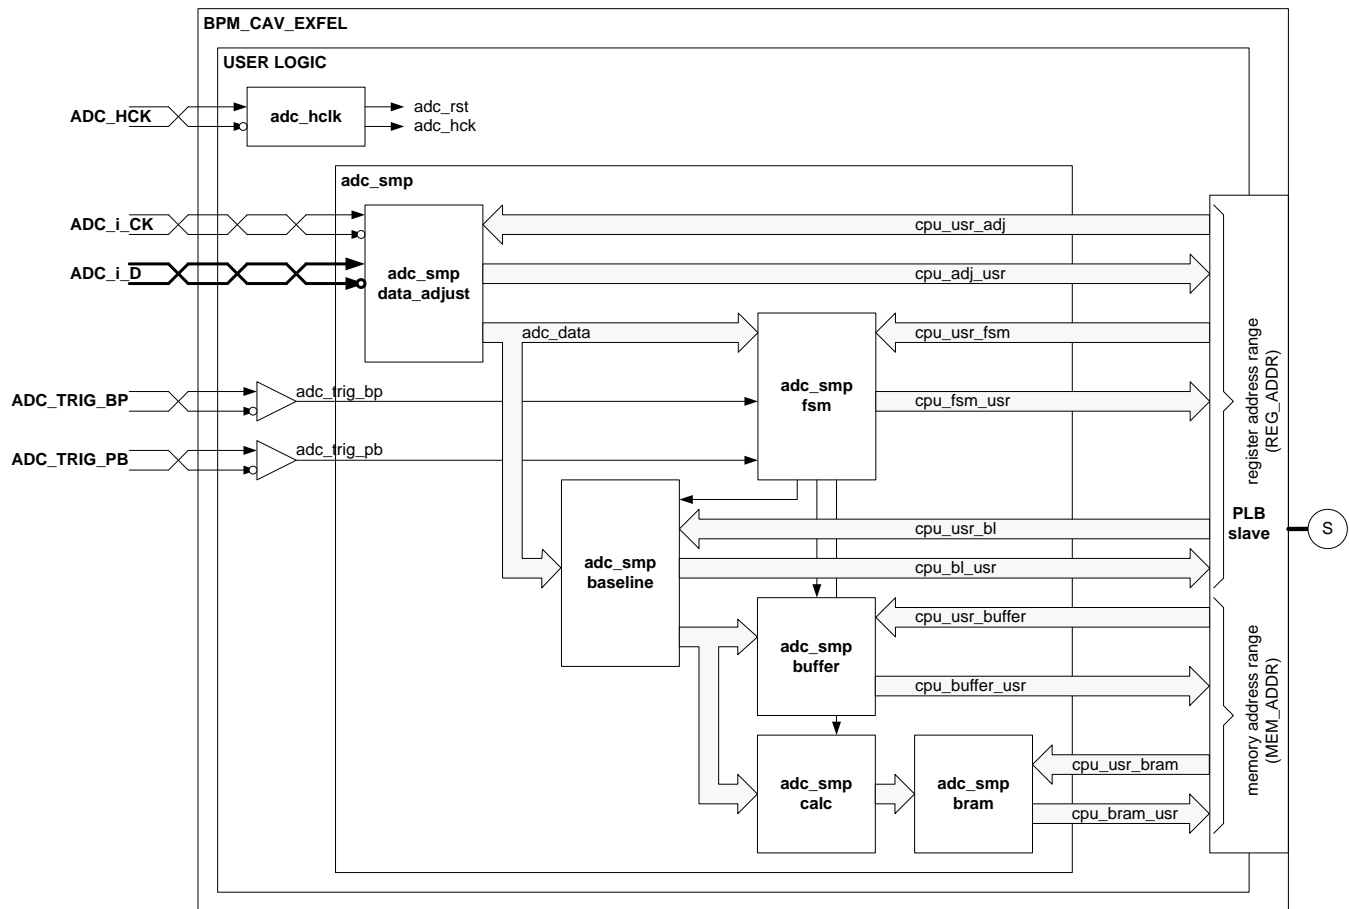 BPM_CAV_EXFEL
USER LOGIC
ADC_HCK
adc_hclk
adc_rst
adc_hck
adc_smp
ADC_i_CK
cpu_usr_adj
ADC_i_D
adc_smp
data_adjust
cpu_adj_usr
adc_data
cpu_usr_fsm
adc_smp
fsm
cpu_fsm_usr
register address range
(REG_ADDR)
ADC_TRIG_BP
adc_trig_bp
ADC_TRIG_PB
adc_trig_pb
PLB
slave
S
cpu_usr_bl
adc_smp
baseline
cpu_bl_usr
cpu_usr_buffer
adc_smp
buffer
cpu_buffer_usr
memory address range
(MEM_ADDR)
cpu_usr_bram
adc_smp
calc
adc_smp
bram
cpu_bram_usr